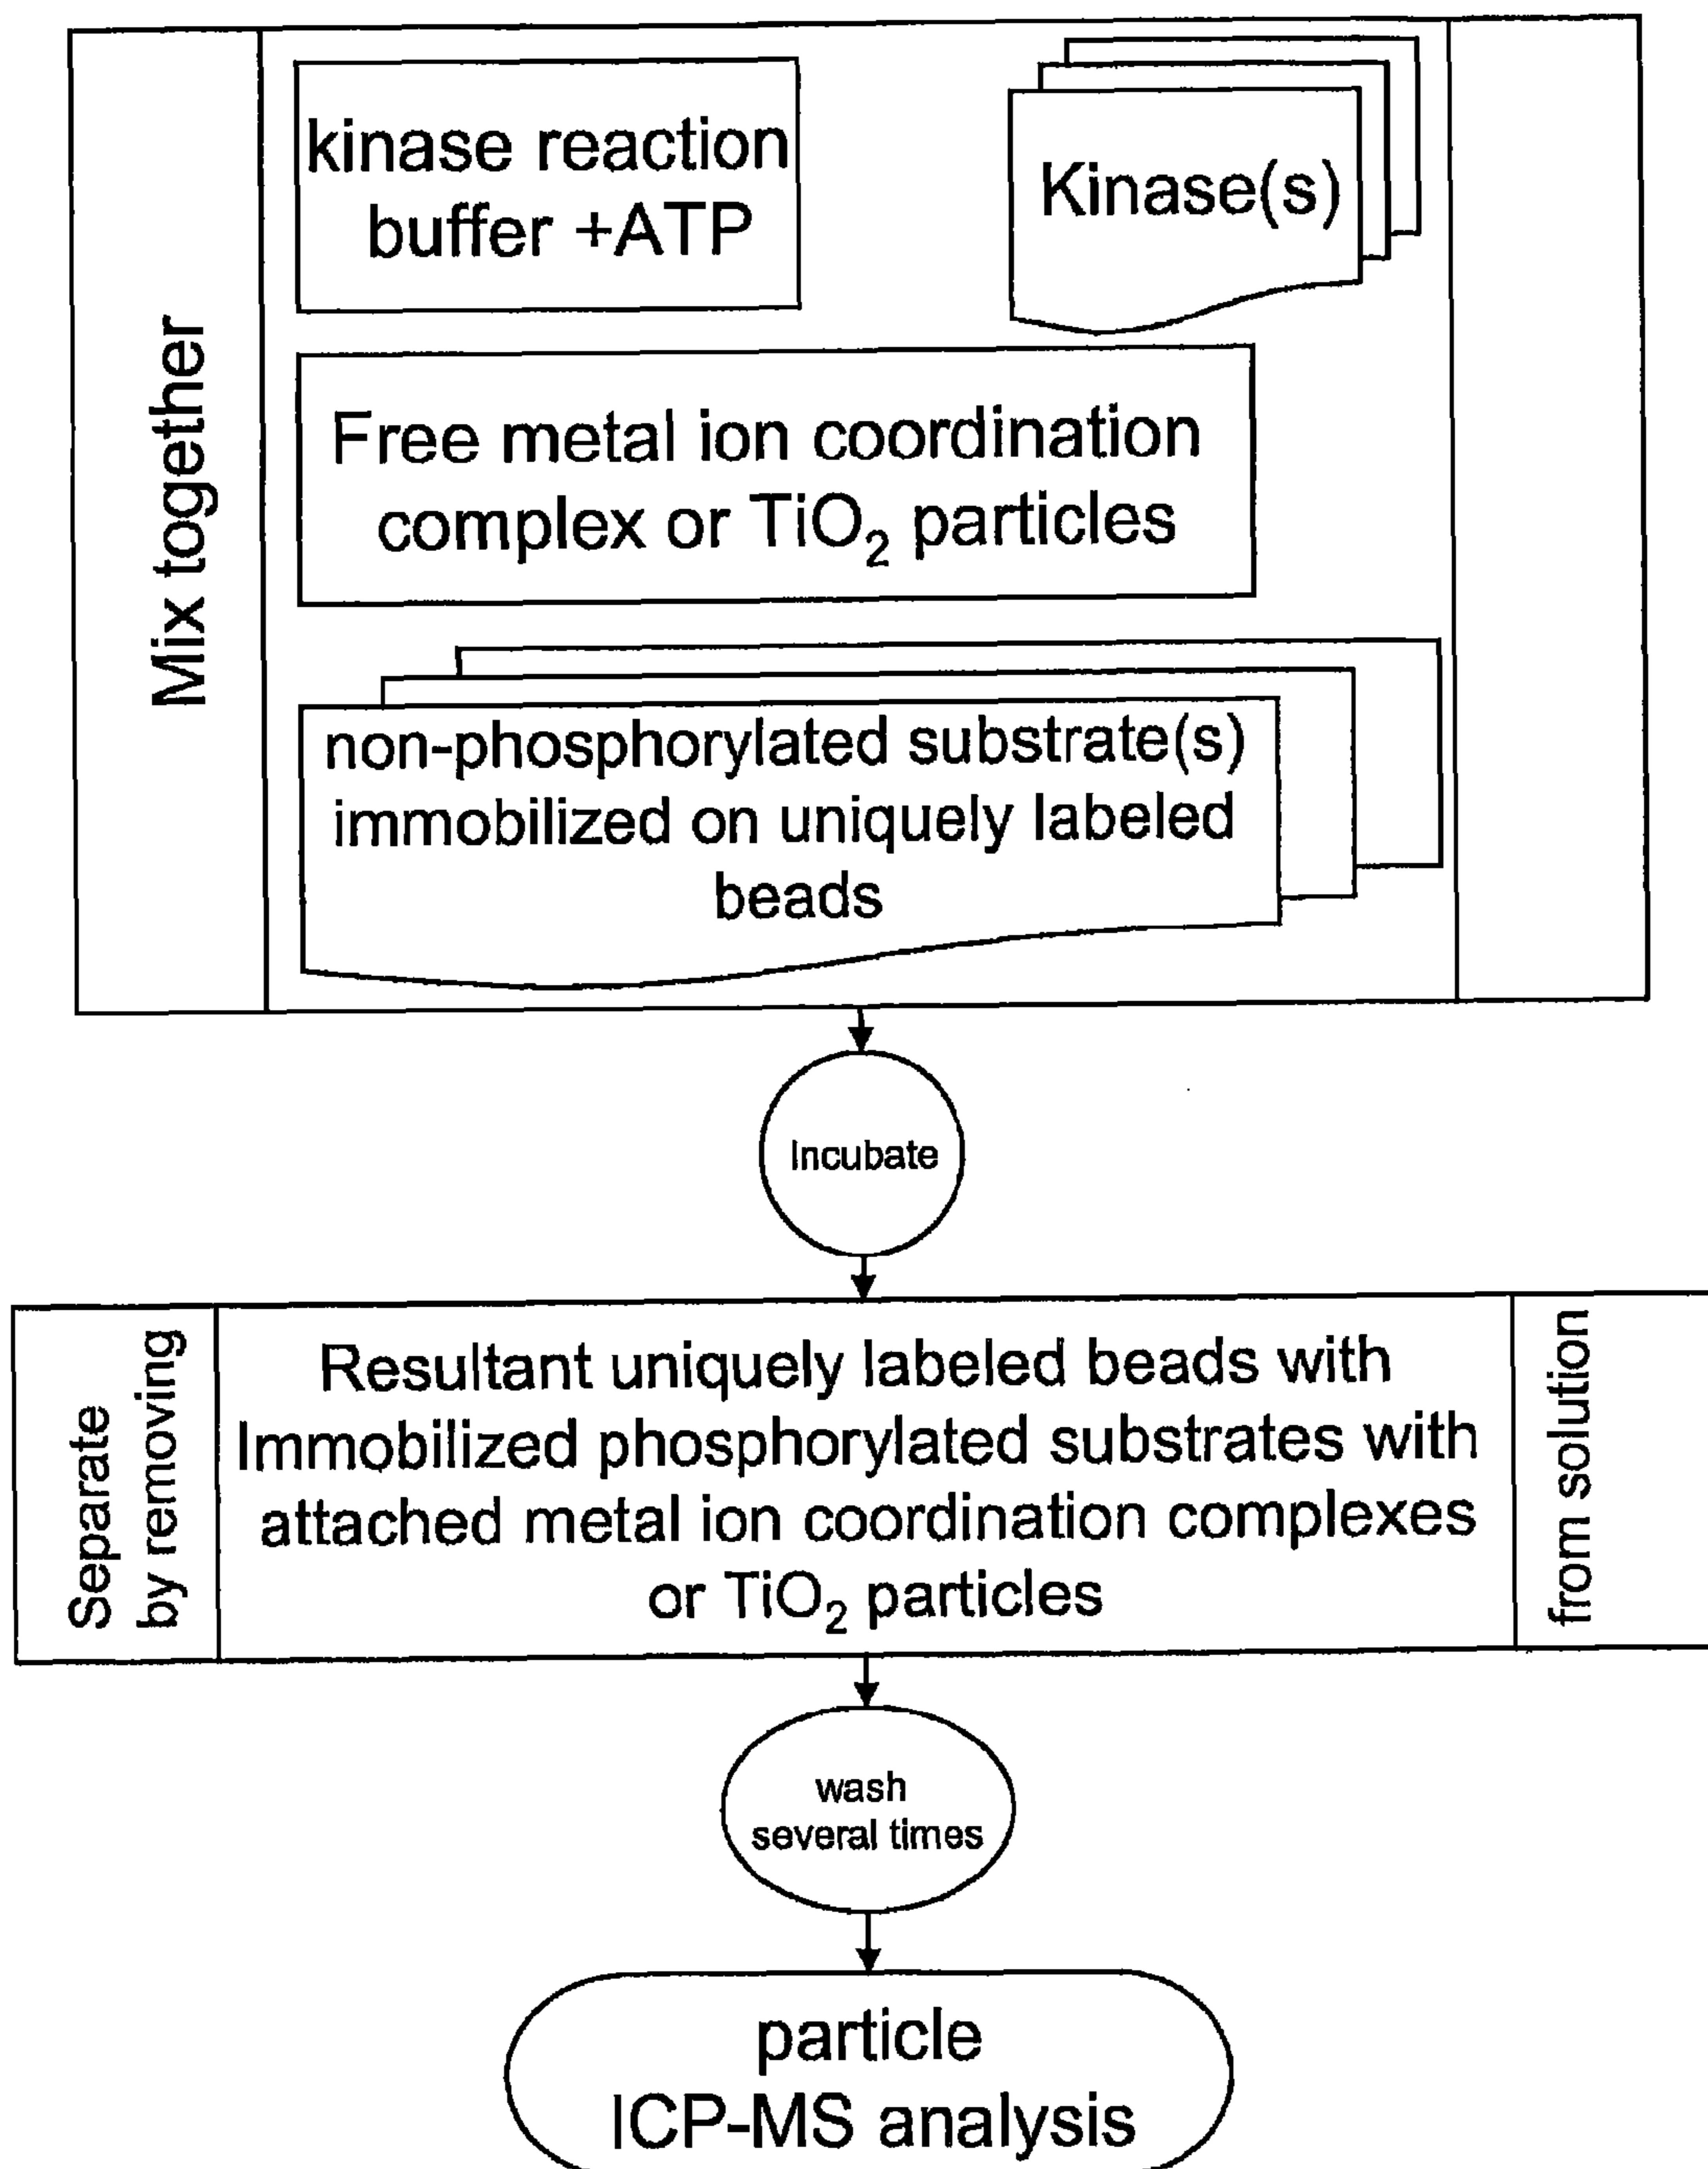 Mix together
kinase reaction
buffer +ATP
Kinase(s)
Free metal ion coordination
complex or TiO₂ particles
non-phosphorylated substrate(s)
immobilized on uniquely labeled
beads
Incubate
Separate
by removing
Resultant uniquely labeled beads with
Immobilized phosphorylated substrates with
attached metal ion coordination complexes
or TiO₂ particles
from solution
wash
several times
particle
ICP-MS analysis